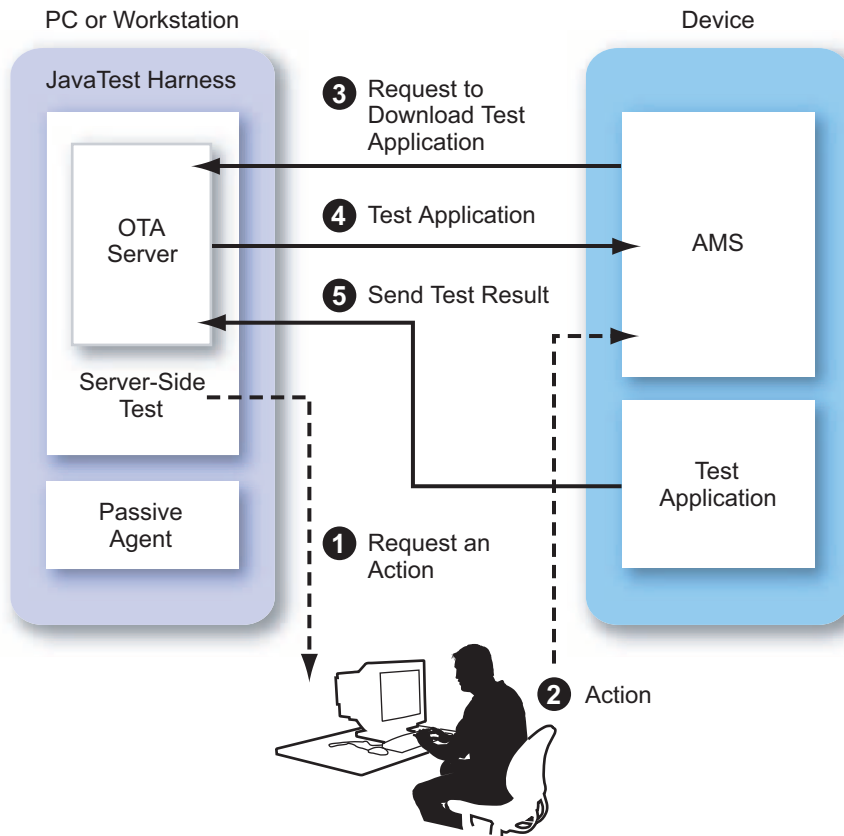 PC or Workstation
Device
JavaTest Harness
3 Request to
Download Test
Application
OTA
Server
4 Test Application
AMS
5 Send Test Result
Server-Side
Test
Test
Application
Passive
Agent
1 Request an
Action
2 Action